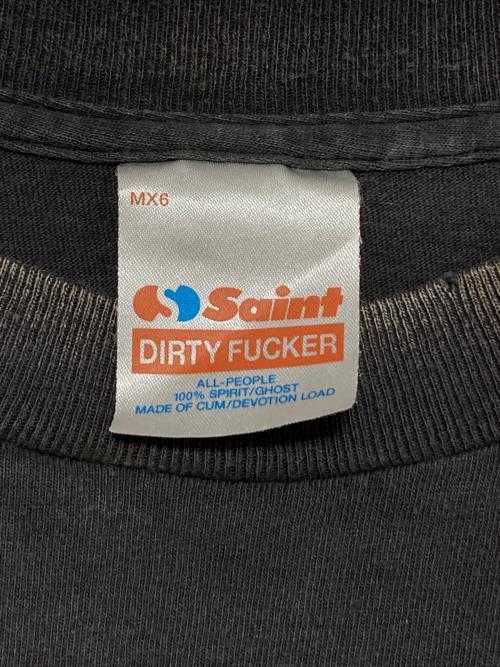 MX6
Saint
DIRTY FUCKER
ALL-PEOPLE
100% SPIRIT/GHOST
MADE OF CUM/DEVOTION LOAD